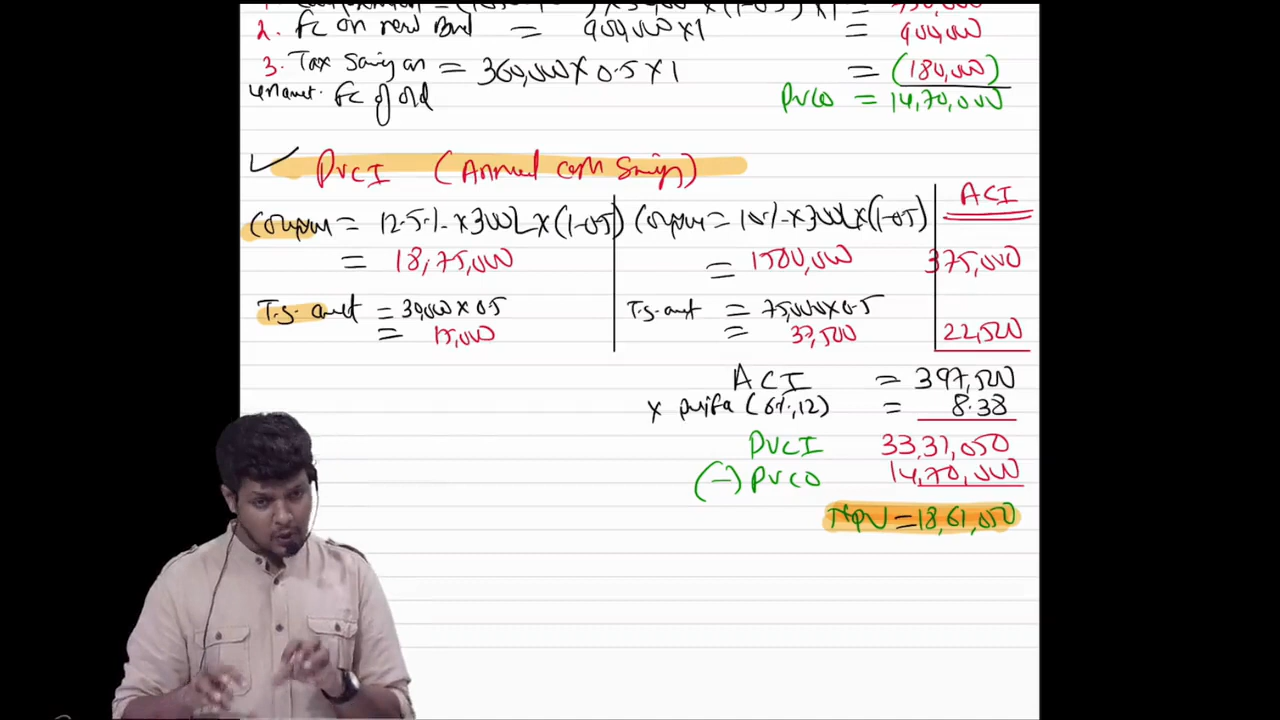 2. FC on new Bond = 900,000 x 1 = 900,000
3. Tax Saving on = 360,000 x 0.5 x 1 = (180,000)
unamt. FC of old
PVCO = 14,70,000
PVCI (Annual cash Savings)
Coupon = 12.5% x 300L x (1-0.5)
= 18,75,000
T.S. amt = 30,000 x 0.5
= 15,000
Coupon = 10% x 300L x (1-0.5)
= 1500,000
T.S. amt = 75,000 x 0.5
= 37,500
ACI
375,000
22,500
ACI = 397,500
x pvifa (6%, 12) = 8.38
PVCI 33,31,050
(-) PVCO 14,70,000
NPV = 18,61,050